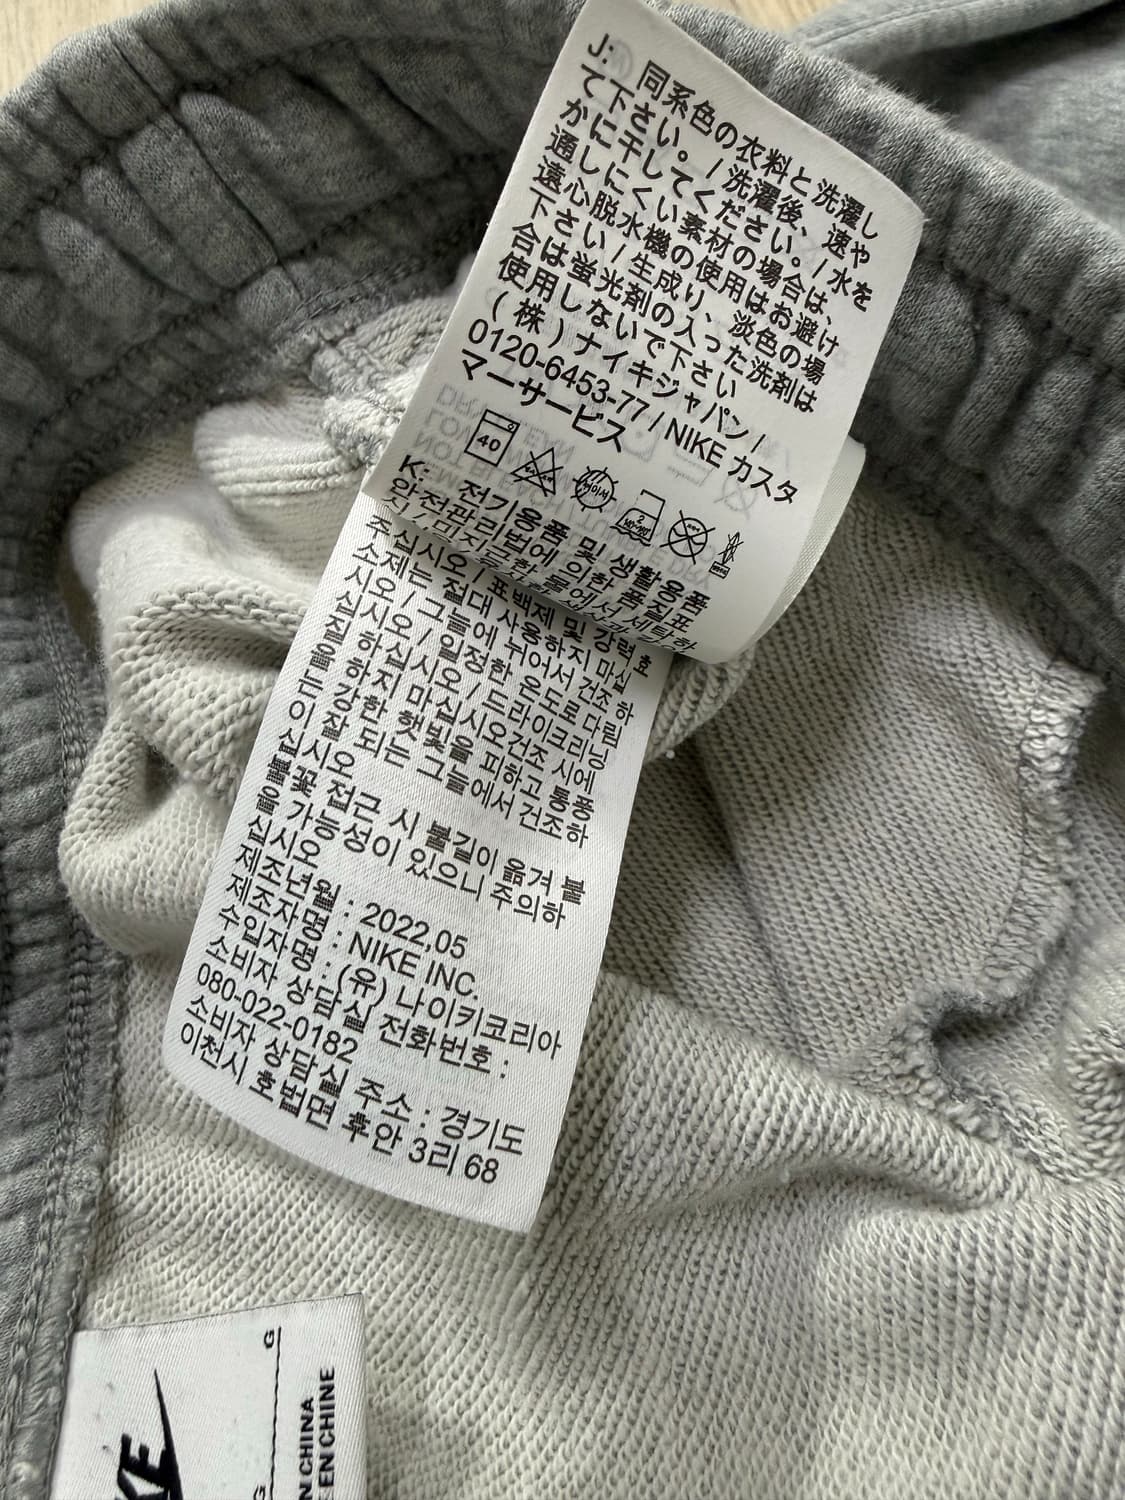 J: 同系色の衣料と洗濯し
て下さい。/洗濯後、速や
かに干してください。/水を
通しにくい素材の場合は、
遠心脱水機の使用はお避け
下さい/生成り、淡色の場
合は蛍光剤の入った洗剤は
使用しないで下さい
(株)ナイキジャパン/
0120-6453-77/NIKE カスタ
マーサービス
40
K: 전기용품 및 생활용품
안전관리법에 의한 품질표
주십시오/표백제 및 강력 효
소제는 절대 사용하지 마십
시오/그늘에 뉘어서 건조 하
십시오/일정한 온도로 다림
질 하십시오/드라이크리닝
을 하지 마십시오건조 시에
는 강한 햇빛을 피하고 통풍
이 잘 되는 그늘에서 건조하
십시오
불꽃 접근 시 불길이 옮겨 붙
을 가능성이 있으니 주의하
십시오
제조년월 : 2022.05
제조자명 : NIKE INC.
수입자명 : (유) 나이키코리아
소비자 상담실 전화번호 :
080-022-0182
소비자 상담실 주소 : 경기도
이천시 호법면 후안 3리 68
G
G
N CHINA
EN CHINE
KE